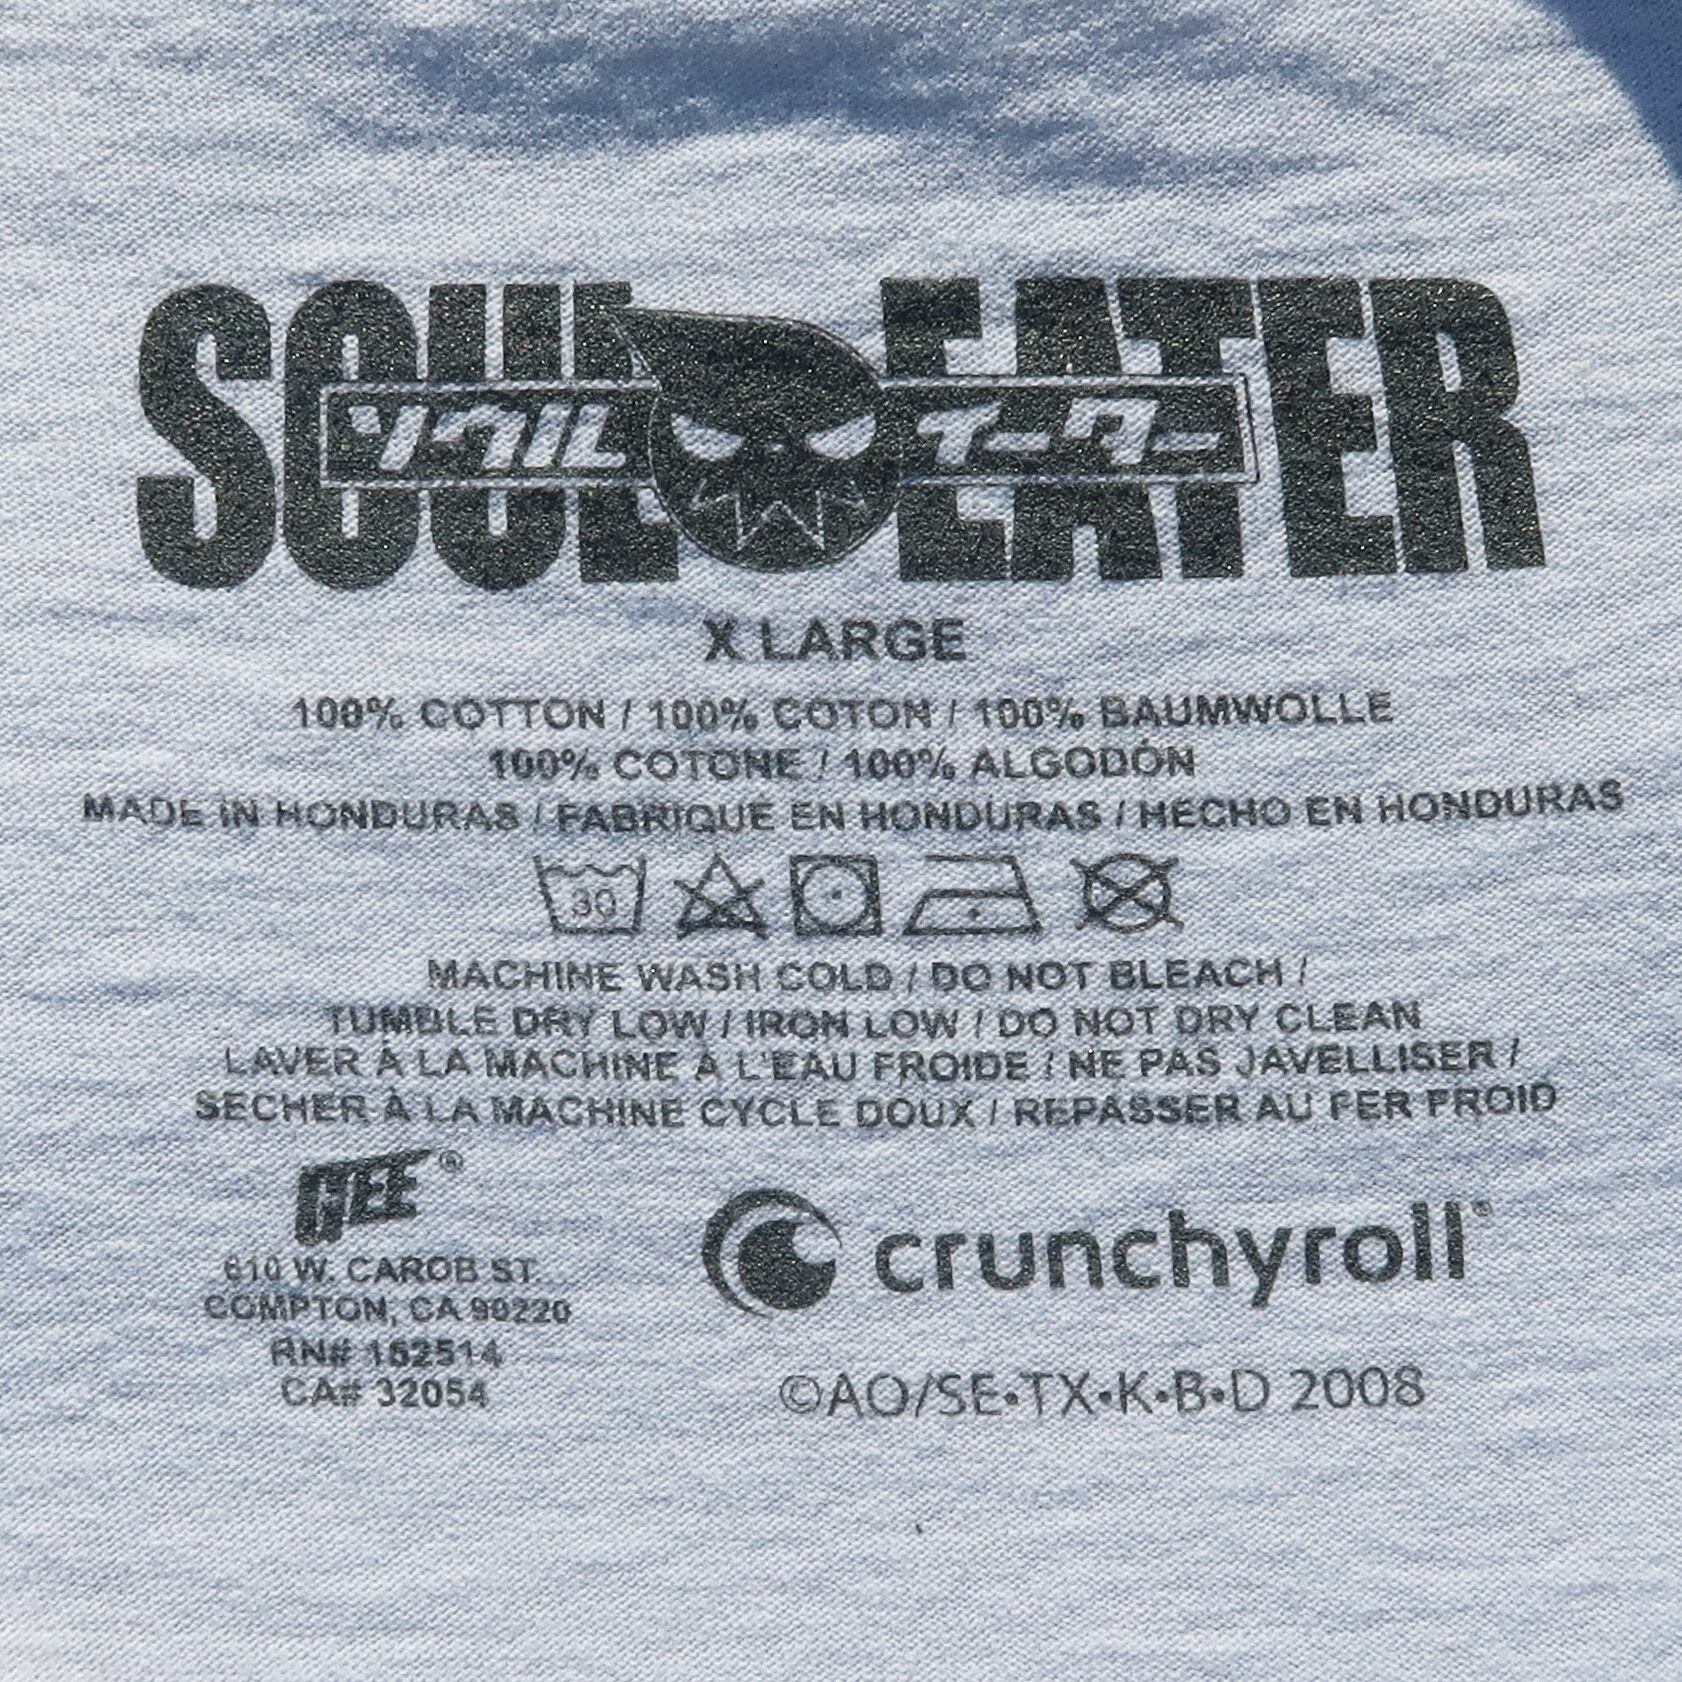 SOUL EATER
ソウル イーター
X LARGE
100% COTTON / 100% COTON / 100% BAUMWOLLE
100% COTONE / 100% ALGODÓN
MADE IN HONDURAS / FABRIQUÉ EN HONDURAS / HECHO EN HONDURAS
30
MACHINE WASH COLD / DO NOT BLEACH /
TUMBLE DRY LOW / IRON LOW / DO NOT DRY CLEAN
LAVER À LA MACHINE À L'EAU FROIDE / NE PAS JAVELLISER /
SECHER À LA MACHINE CYCLE DOUX / REPASSER AU FER FROID
GEE®
610 W. CAROB ST.
COMPTON, CA 90220
RN# 162514
CA# 32054
crunchyroll®
©AO/SE•TX•K•B•D 2008